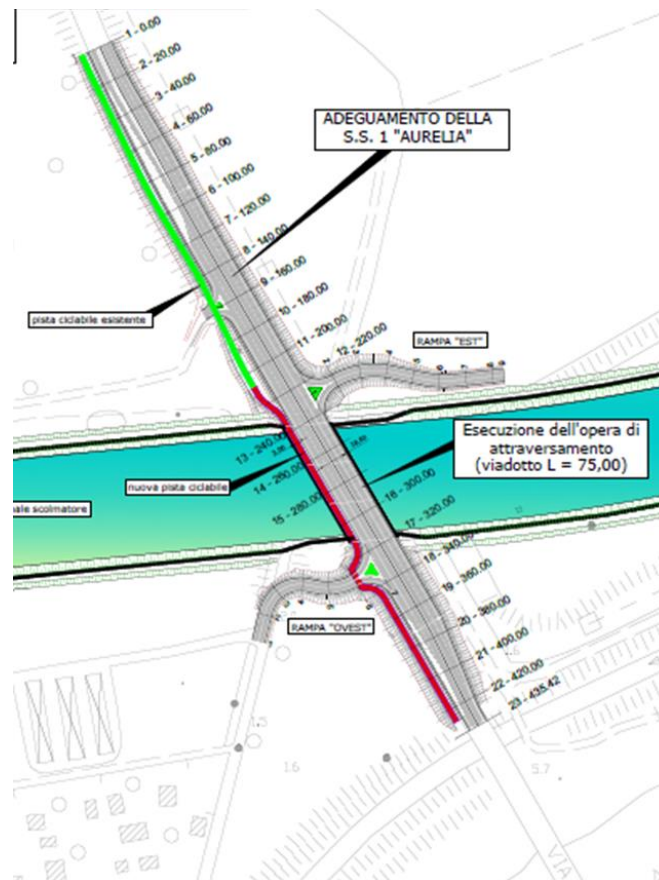 1 - 0.00
2 - 20.00
3 - 40.00
4 - 60.00
5 - 80.00
6 - 100.00
7 - 120.00
8 - 140.00
9 - 160.00
10 - 180.00
11 - 200.00
12 - 220.00
ADEGUAMENTO DELLA
S.S. 1 "AURELIA"
pista ciclabile esistente
RAMPA "EST"
13 - 240.00
14 - 260.00
15 - 280.00
16 - 300.00
17 - 320.00
18 - 340.00
19 - 360.00
20 - 380.00
21 - 400.00
22 - 420.00
23 - 435.42
Esecuzione dell'opera di
attraversamento
(viadotto L = 75,00)
nuova pista ciclabile
ale scolmatore
RAMPA "OVEST"
1.6
5.7
VIA